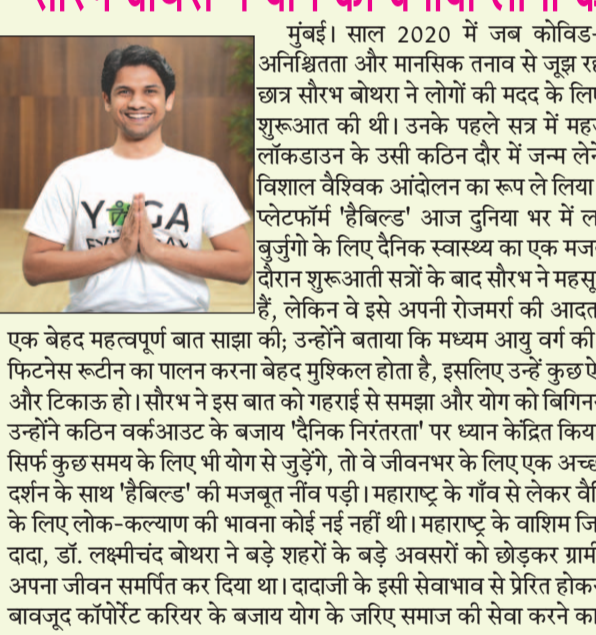 मुंबई। साल 2020 में जब कोविड-
अनिश्चितता और मानसिक तनाव से जूझ रह
छात्र सौरभ बोथरा ने लोगों की मदद के लिए
शुरूआत की थी। उनके पहले सत्र में मह
लॉकडाउन के उसी कठिन दौर में जन्म लेने
विशाल वैश्विक आंदोलन का रूप ले लिया
प्लेटफॉर्म 'हैबिल्ड' आज दुनिया भर में ल
बुर्जुगो के लिए दैनिक स्वास्थ्य का एक मज
दौरान शुरूआती सत्रों के बाद सौरभ ने महसू
हैं, लेकिन वे इसे अपनी रोजमर्रा की आदत
एक बेहद महत्वपूर्ण बात साझा की; उन्होंने बताया कि मध्यम आयु वर्ग की
फिटनेस रूटीन का पालन करना बेहद मुश्किल होता है, इसलिए उन्हें कुछ ऐ
और टिकाऊ हो। सौरभ ने इस बात को गहराई से समझा और योग को बिगिन
उन्होंने कठिन वर्कआउट के बजाय 'दैनिक निरंतरता' पर ध्यान केंद्रित किय
सिर्फ कुछ समय के लिए भी योग से जुड़ेंगे, तो वे जीवनभर के लिए एक अच्छ
दर्शन के साथ 'हैबिल्ड' की मजबूत नींव पड़ी। महाराष्ट्र के गाँव से लेकर वै
के लिए लोक-कल्याण की भावना कोई नई नहीं थी। महाराष्ट्र के वाशिम जि
दादा, डॉ. लक्ष्मीचंद बोथरा ने बड़े शहरों के बड़े अवसरों को छोड़कर ग्रामी
अपना जीवन समर्पित कर दिया था। दादाजी के इसी सेवाभाव से प्रेरित होक
बावजूद कॉर्पोरेट करियर के बजाय योग के जरिए समाज की सेवा करने का